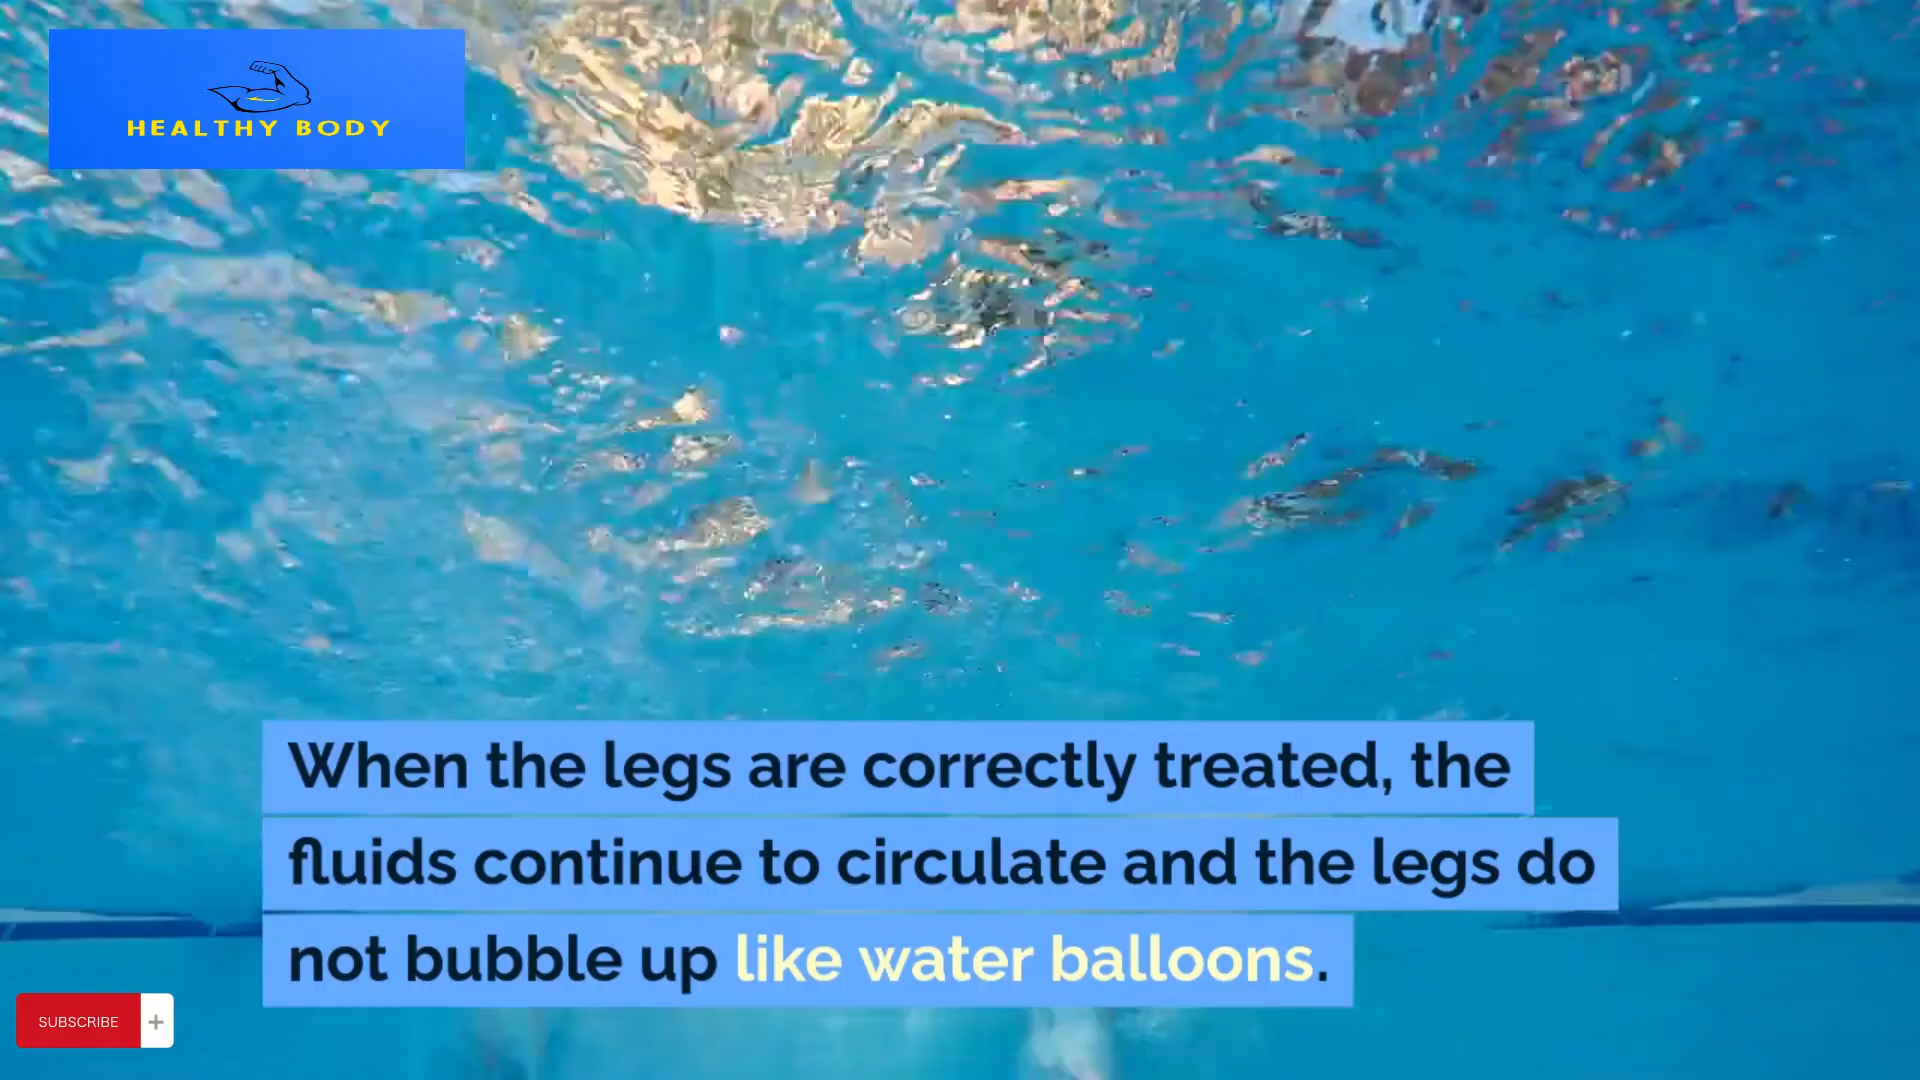 HEALTHY BODY
When the legs are correctly treated, the
fluids continue to circulate and the legs do
not bubble up like water balloons.
SUBSCRIBE +